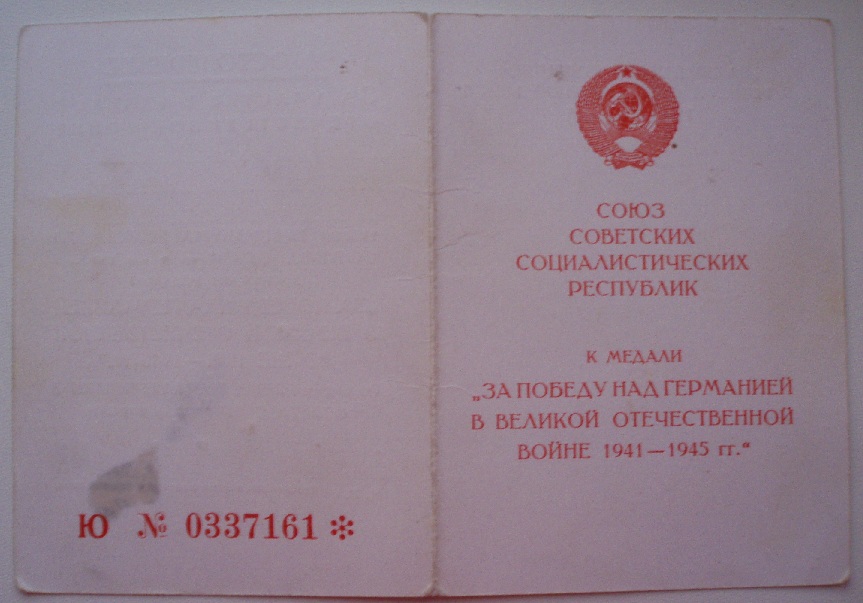 Ю № 0337161 *
СОЮЗ
СОВЕТСКИХ
СОЦИАЛИСТИЧЕСКИХ
РЕСПУБЛИК
К МЕДАЛИ
„ЗА ПОБЕДУ НАД ГЕРМАНИЕЙ
В ВЕЛИКОЙ ОТЕЧЕСТВЕННОЙ
ВОЙНЕ 1941—1945 гг.“